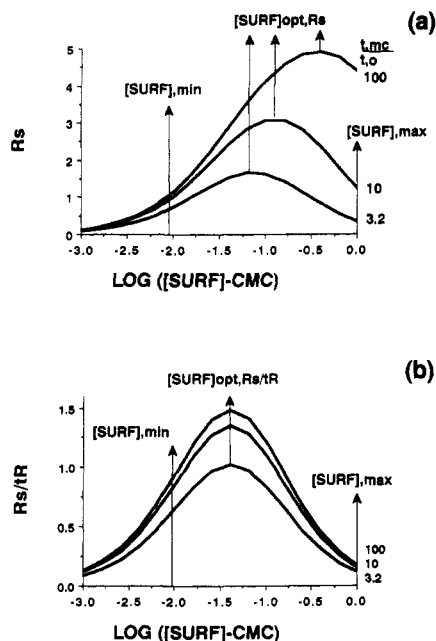 (a)
[SURF]opt,Rs
t,mc
t,o
100
[SURF],min
[SURF],max
10
3.2
Rs
5
4
3
2
1
0
-3.0 -2.5 -2.0 -1.5 -1.0 -0.5 0.0
LOG ([SURF]-CMC)
(b)
[SURF]opt,Rs/tR
[SURF],min
[SURF],max
100
10
3.2
Rs/tR
1.5
1.0
0.5
0.0
-3.0 -2.5 -2.0 -1.5 -1.0 -0.5 0.0
LOG ([SURF]-CMC)